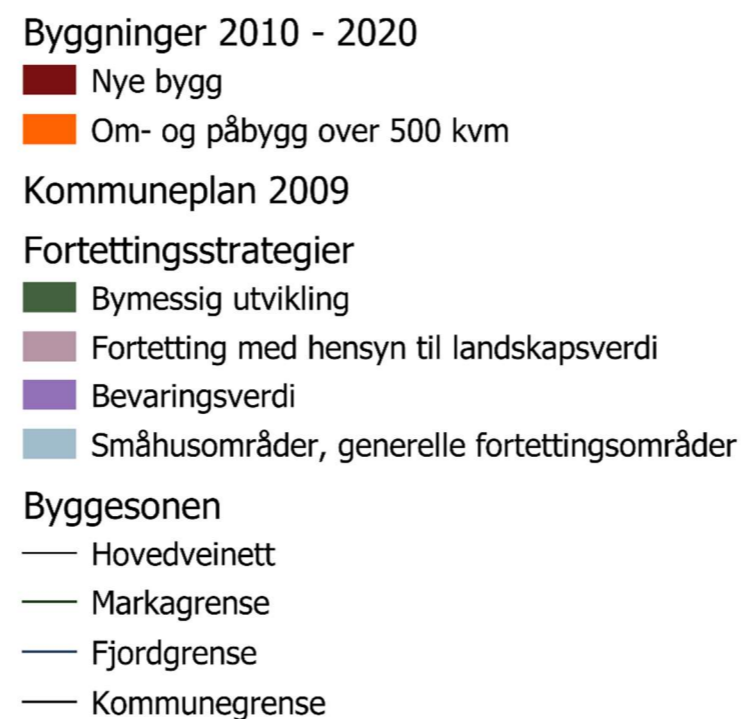 Byggninger 2010 - 2020
Nye bygg
Om- og påbygg over 500 kvm
Kommuneplan 2009
Fortettingsstrategier
Bymessig utvikling
Fortetting med hensyn til landskapsverdi
Bevaringsverdi
Småhusområder, generelle fortettingsområder
Byggesonen
Hovedveinett
Markagrense
Fjordgrense
Kommunegrense